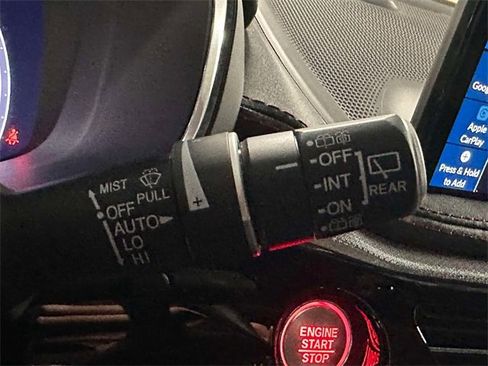 MIST
PULL
OFF
AUTO
LO
HI
+
OFF
INT
ON
REAR
Apple
CarPlay
Press & Hold
to Add
ENGINE
START
STOP